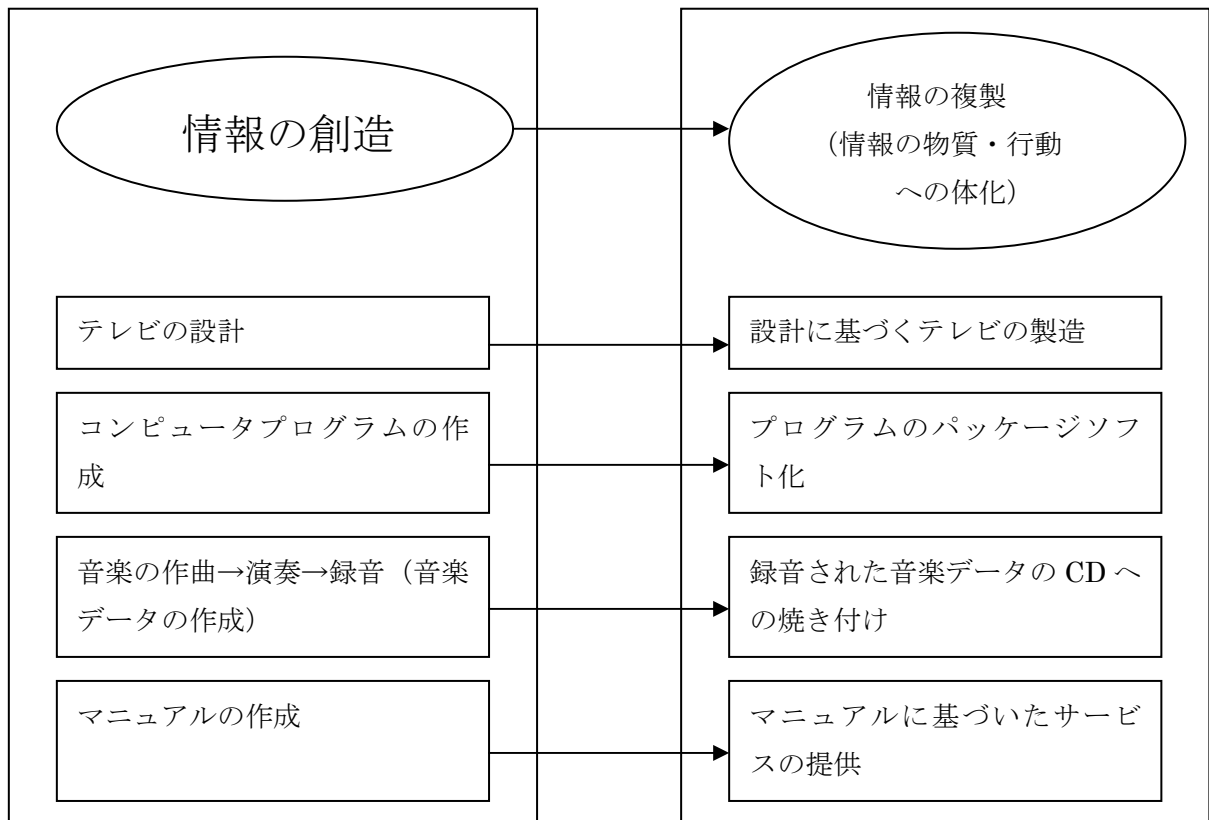 情報の創造
情報の複製
（情報の物質・行動
への体化）
テレビの設計
設計に基づくテレビの製造
コンピュータプログラムの作
成
プログラムのパッケージソフ
ト化
音楽の作曲→演奏→録音（音楽
データの作成）
録音された音楽データの CD へ
の焼き付け
マニュアルの作成
マニュアルに基づいたサービ
スの提供